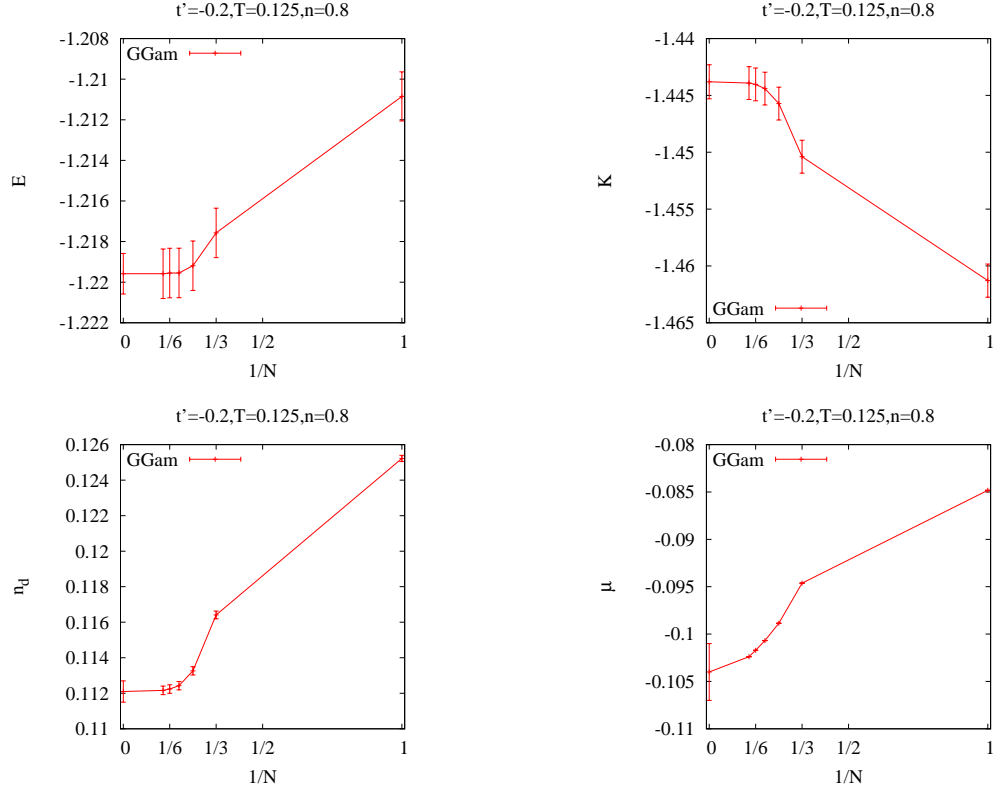 t'=-0.2,T=0.125,n=0.8
GGam
E
-1.208
-1.21
-1.212
-1.214
-1.216
-1.218
-1.22
-1.222
0 1/6 1/3 1/2 1
1/N
t'=-0.2,T=0.125,n=0.8
K
-1.44
-1.445
-1.45
-1.455
-1.46
-1.465
GGam
0 1/6 1/3 1/2 1
1/N
t'=-0.2,T=0.125,n=0.8
GGam
n_d
0.126
0.124
0.122
0.12
0.118
0.116
0.114
0.112
0.11
0 1/6 1/3 1/2 1
1/N
t'=-0.2,T=0.125,n=0.8
GGam
μ
-0.08
-0.085
-0.09
-0.095
-0.1
-0.105
-0.11
0 1/6 1/3 1/2 1
1/N